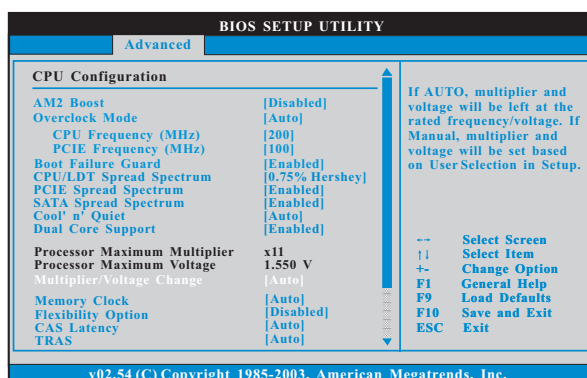 BIOS SETUP UTILITY
Advanced
CPU Configuration
AM2 Boost [Disabled]
Overclock Mode [Auto]
CPU Frequency (MHz) [200]
PCIE Frequency (MHz) [100]
Boot Failure Guard [Enabled]
CPU/LDT Spread Spectrum [0.75% Hershey]
PCIE Spread Spectrum [Enabled]
SATA Spread Spectrum [Enabled]
Cool' n' Quiet [Auto]
Dual Core Support [Enabled]
Processor Maximum Multiplier x11
Processor Maximum Voltage 1.550 V
Multiplier/Voltage Change [Auto]
Memory Clock [Auto]
Flexibility Option [Disabled]
CAS Latency [Auto]
TRAS [Auto]
If AUTO, multiplier and
voltage will be left at the
rated frequency/voltage. If
Manual, multiplier and
voltage will be set based
on User Selection in Setup.
←→ Select Screen
↑↓ Select Item
+- Change Option
F1 General Help
F9 Load Defaults
F10 Save and Exit
ESC Exit
v02.54 (C) Copyright 1985-2003, American Megatrends, Inc.